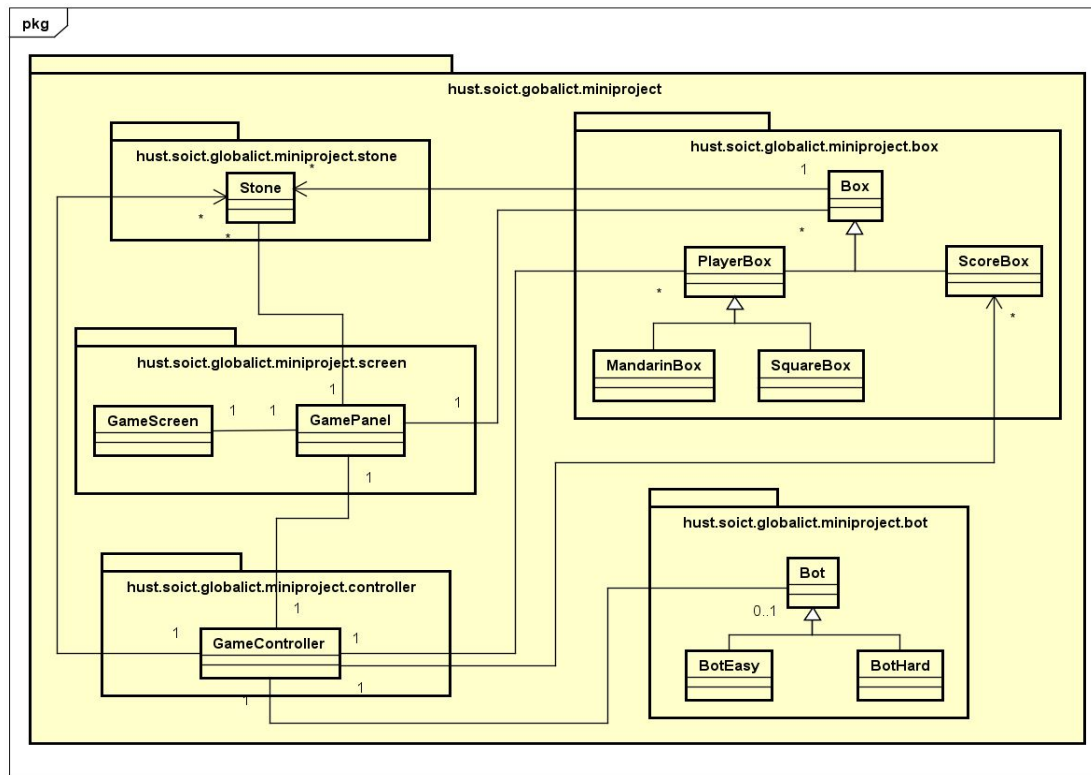 pkg
hust.soict.gobalict.miniproject
hust.soict.globalict.miniproject.stone
*
Stone
*
*
hust.soict.globalict.miniproject.box
1
Box
*
PlayerBox
ScoreBox
*
*
MandarinBox
SquareBox
hust.soict.globalict.miniproject.screen
1
GameScreen
1
1
GamePanel
1
1
hust.soict.globalict.miniproject.bot
Bot
0..1
BotEasy
BotHard
hust.soict.globalict.miniproject.controller
1
1
GameController
1
1
1